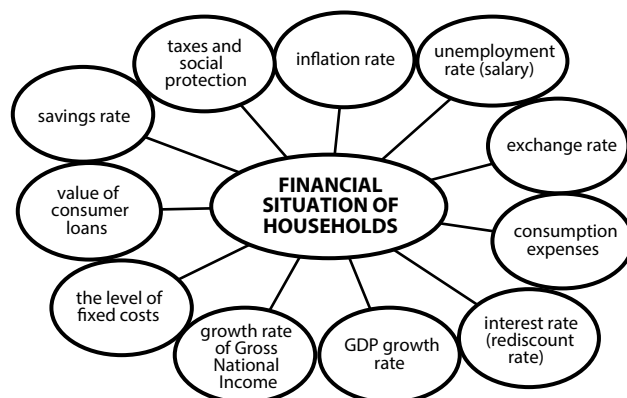 taxes and
social
protection
inflation rate
unemployment
rate (salary)
savings rate
exchange rate
FINANCIAL
SITUATION OF
HOUSEHOLDS
value of
consumer
loans
consumption
expenses
the level of
fixed costs
growth rate
of Gross
National
Income
GDP growth
rate
interest rate
(rediscount
rate)